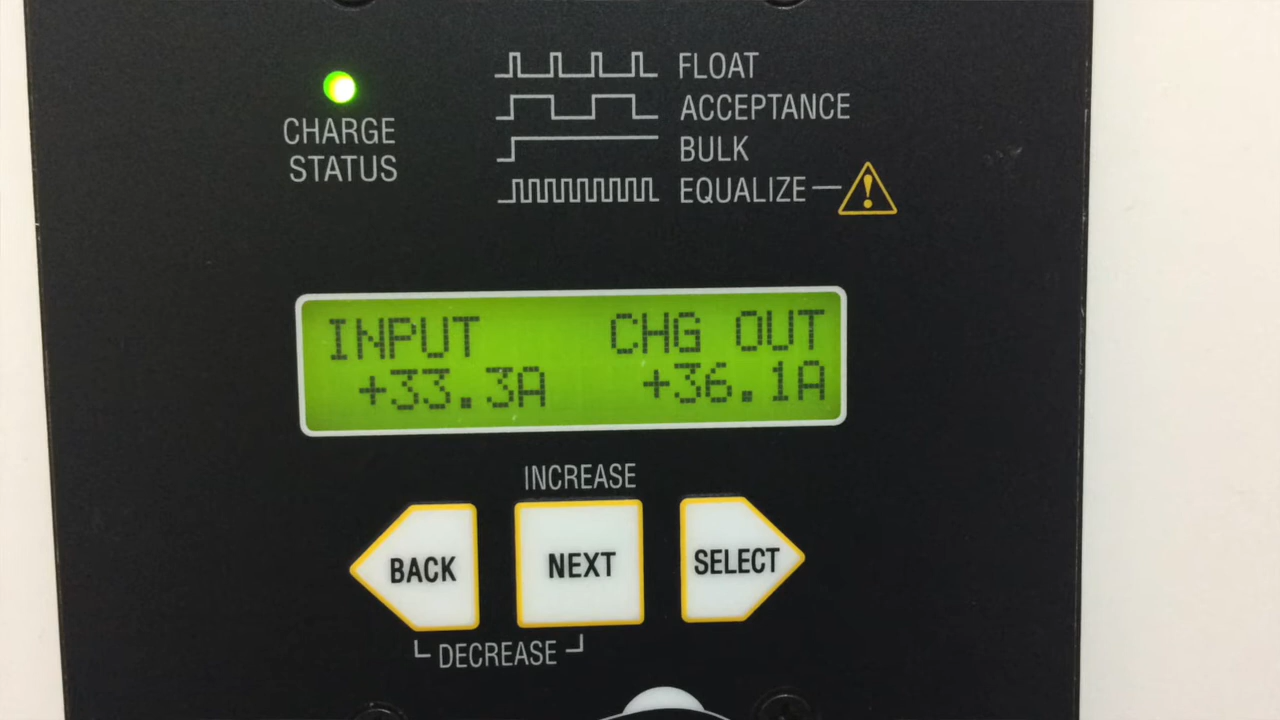 CHARGE
STATUS
FLOAT
ACCEPTANCE
BULK
EQUALIZE
INPUT CHG OUT
+33.3A +36.1A
INCREASE
BACK NEXT SELECT
DECREASE